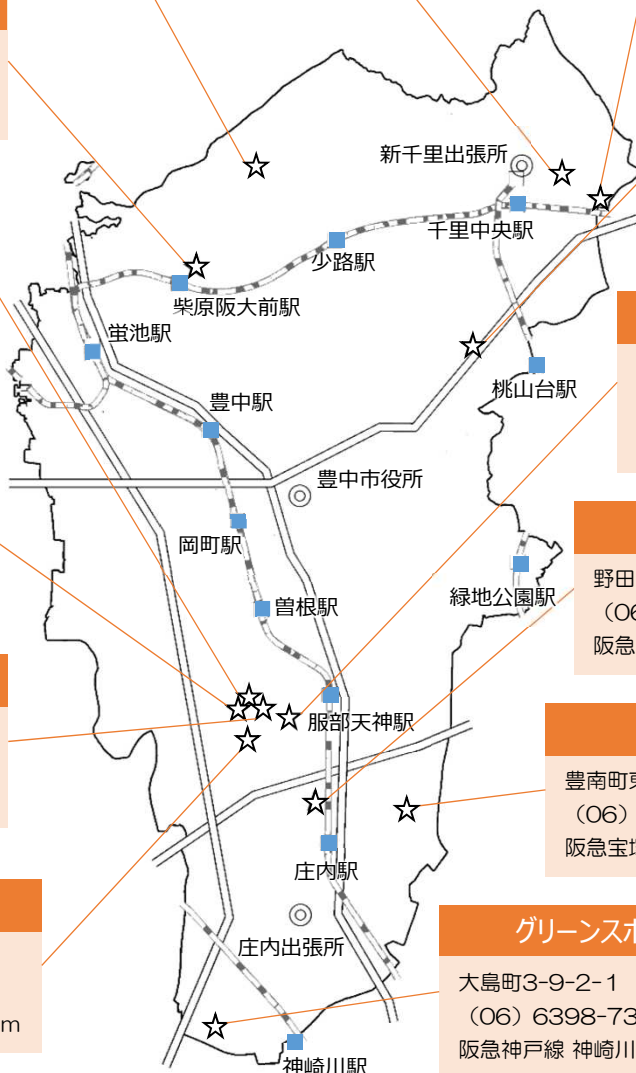 新千里出張所
千里中央駅
少路駅
柴原阪大前駅
蛍池駅
桃山台駅
豊中駅
豊中市役所
岡町駅
緑地公園駅
曽根駅
野田
（06
阪急
服部天神駅
豊南町東
（06）
阪急宝塚
庄内駅
庄内出張所
グリーンスポ
大島町3-9-2-1
（06）6398-73
阪急神戸線 神崎川
m
神崎川駅